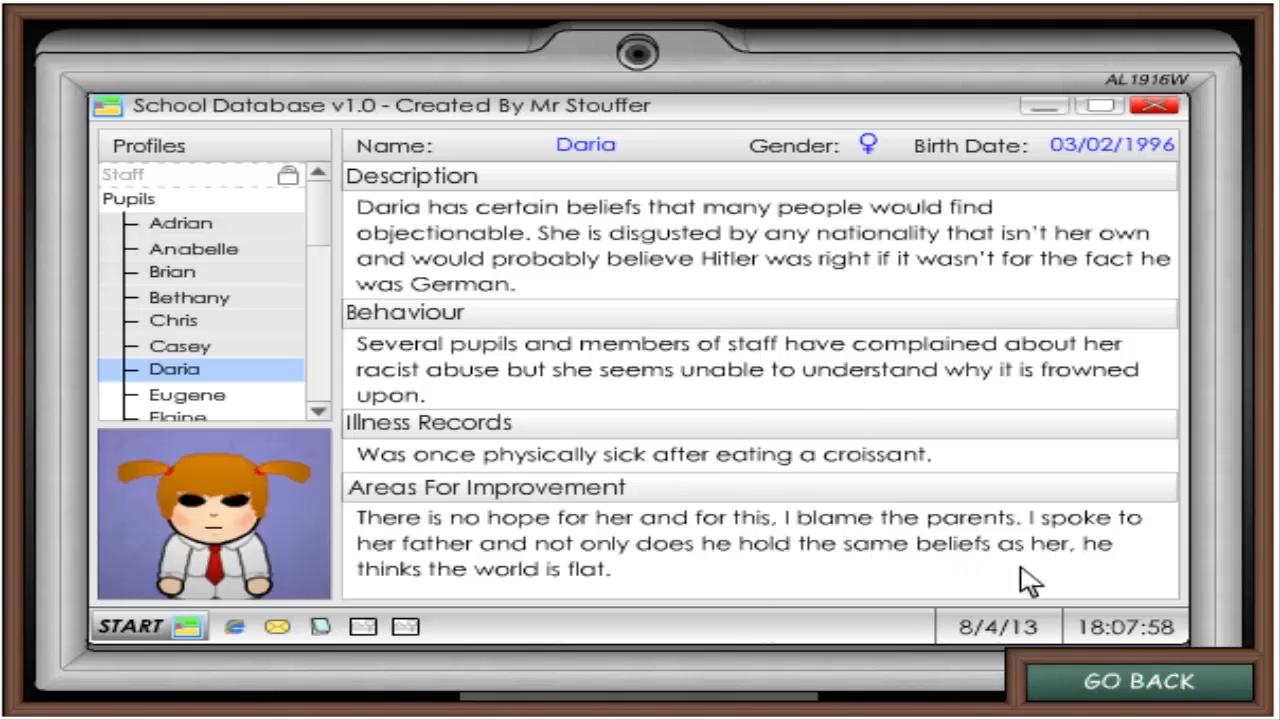 AL1916W
School Database v1.0 - Created By Mr Stouffer
Profiles
Staff
Pupils
Adrian
Anabelle
Brian
Bethany
Chris
Casey
Daria
Eugene
Elaine
Name: Daria Gender: ♀ Birth Date: 03/02/1996
Description
Daria has certain beliefs that many people would find
objectionable. She is disgusted by any nationality that isn't her own
and would probably believe Hitler was right if it wasn't for the fact he
was German.
Behaviour
Several pupils and members of staff have complained about her
racist abuse but she seems unable to understand why it is frowned
upon.
Illness Records
Was once physically sick after eating a croissant.
Areas For Improvement
There is no hope for her and for this, I blame the parents. I spoke to
her father and not only does he hold the same beliefs as her, he
thinks the world is flat.
START
8/4/13 18:07:58
GO BACK